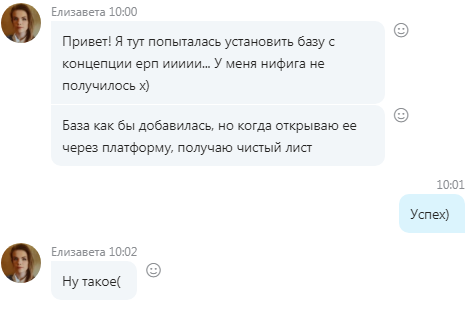 Елизавета 10:00
Привет! Я тут попыталась установить базу с
концепции ерп иииии... У меня нифига не
получилось х)
База как бы добавилась, но когда открываю ее
через платформу, получаю чистый лист
10:01
Успех)
Елизавета 10:02
Ну такое(